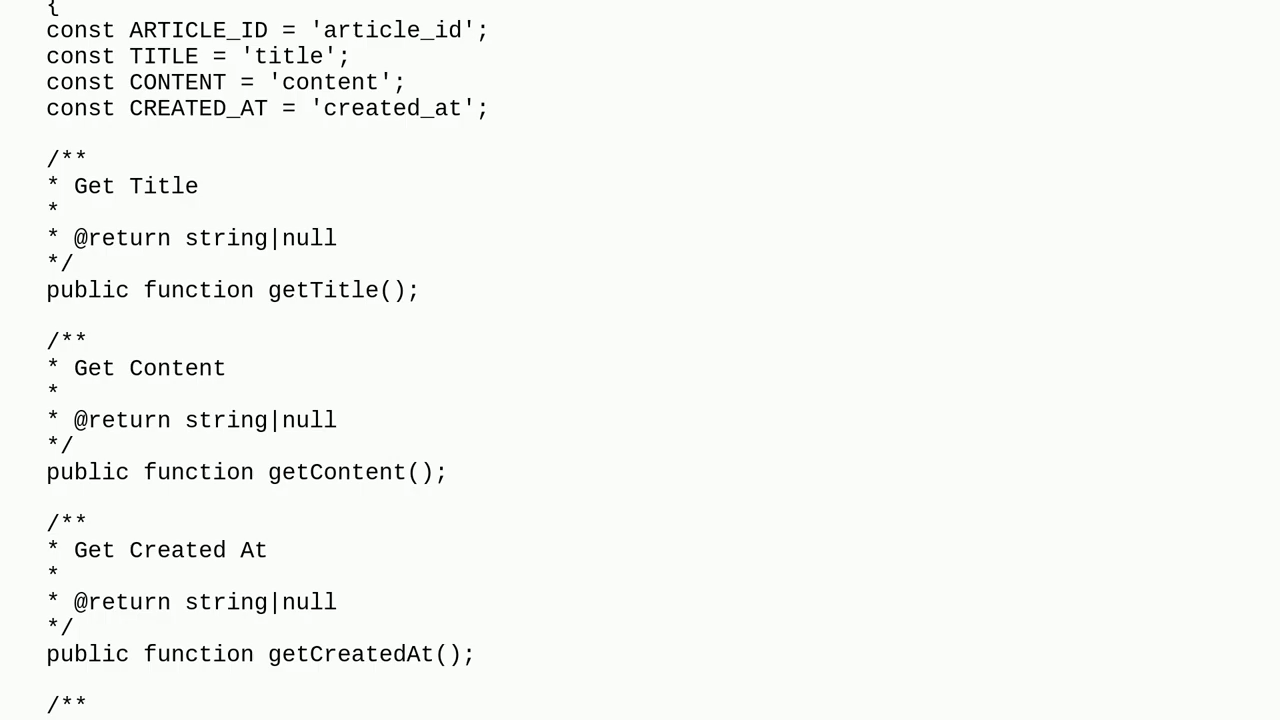 {
const ARTICLE_ID = 'article_id';
const TITLE = 'title';
const CONTENT = 'content';
const CREATED_AT = 'created_at';
/**
* Get Title
*
* @return string|null
*/
public function getTitle();
/**
* Get Content
*
* @return string|null
*/
public function getContent();
/**
* Get Created At
*
* @return string|null
*/
public function getCreatedAt();
/**